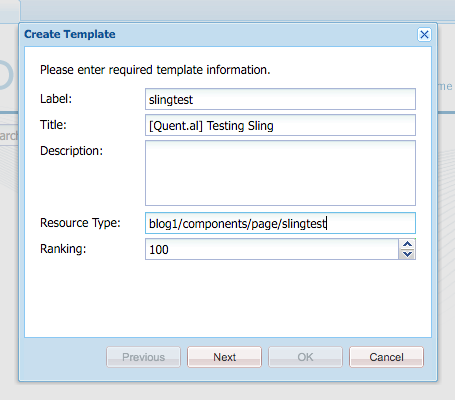 Create Template
Please enter required template information.
Label: slingtest
Title: [Quent.al] Testing Sling
Description:
Resource Type: blog1/components/page/slingtest
Ranking: 100
Previous Next OK Cancel